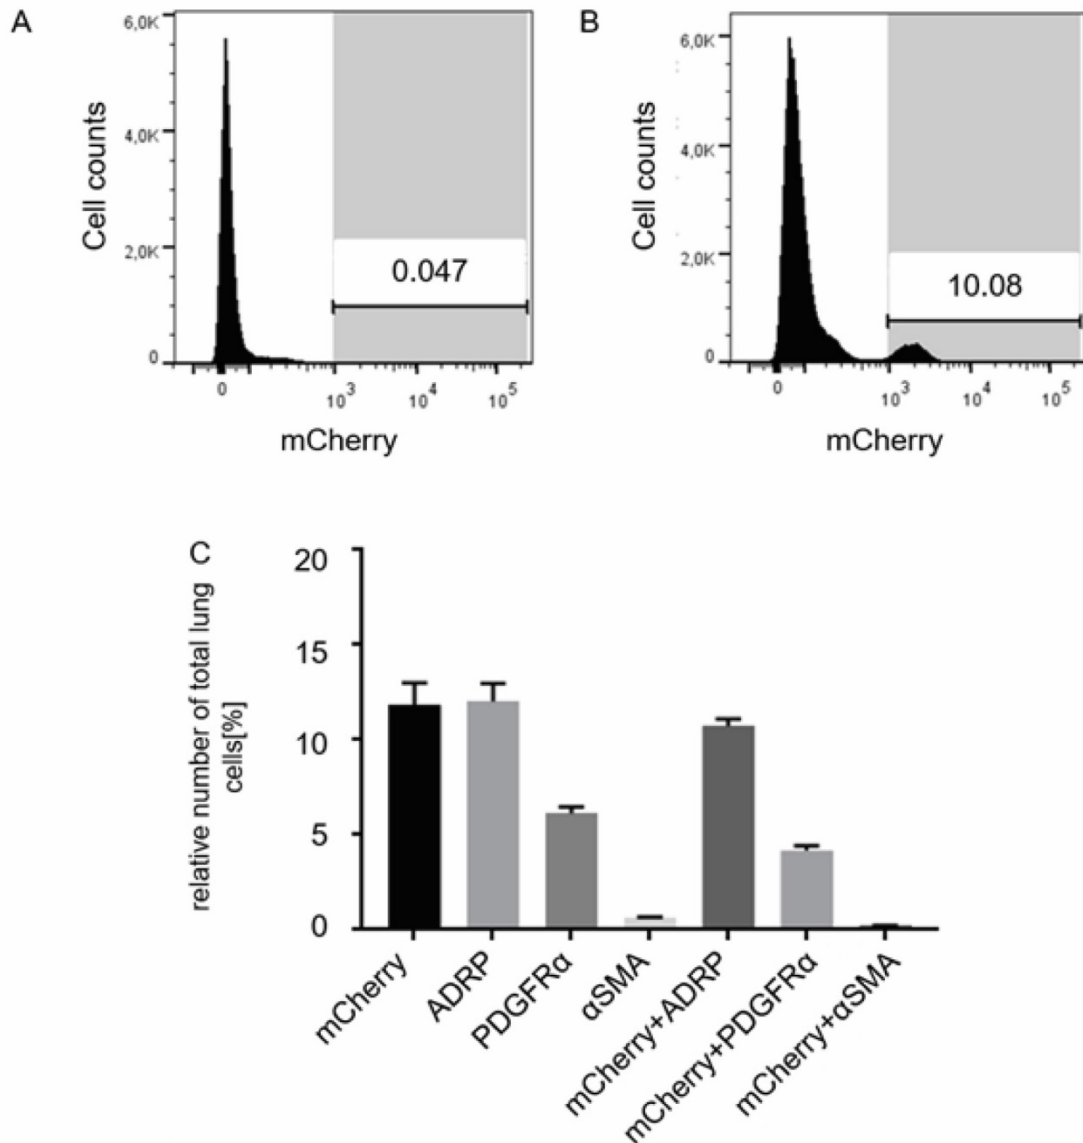 A
6,0K
4,0K
2,0K
0
Cell counts
0.047
0 10³ 10⁴ 10⁵
mCherry
B
6,0K
4,0K
2,0K
0
Cell counts
10.08
0 10³ 10⁴ 10⁵
mCherry
C
relative number of total lung
cells[%]
20
15
10
5
0
mCherry
ADRP
PDGFRα
αSMA
mCherry+ADRP
mCherry+PDGFRα
mCherry+αSMA